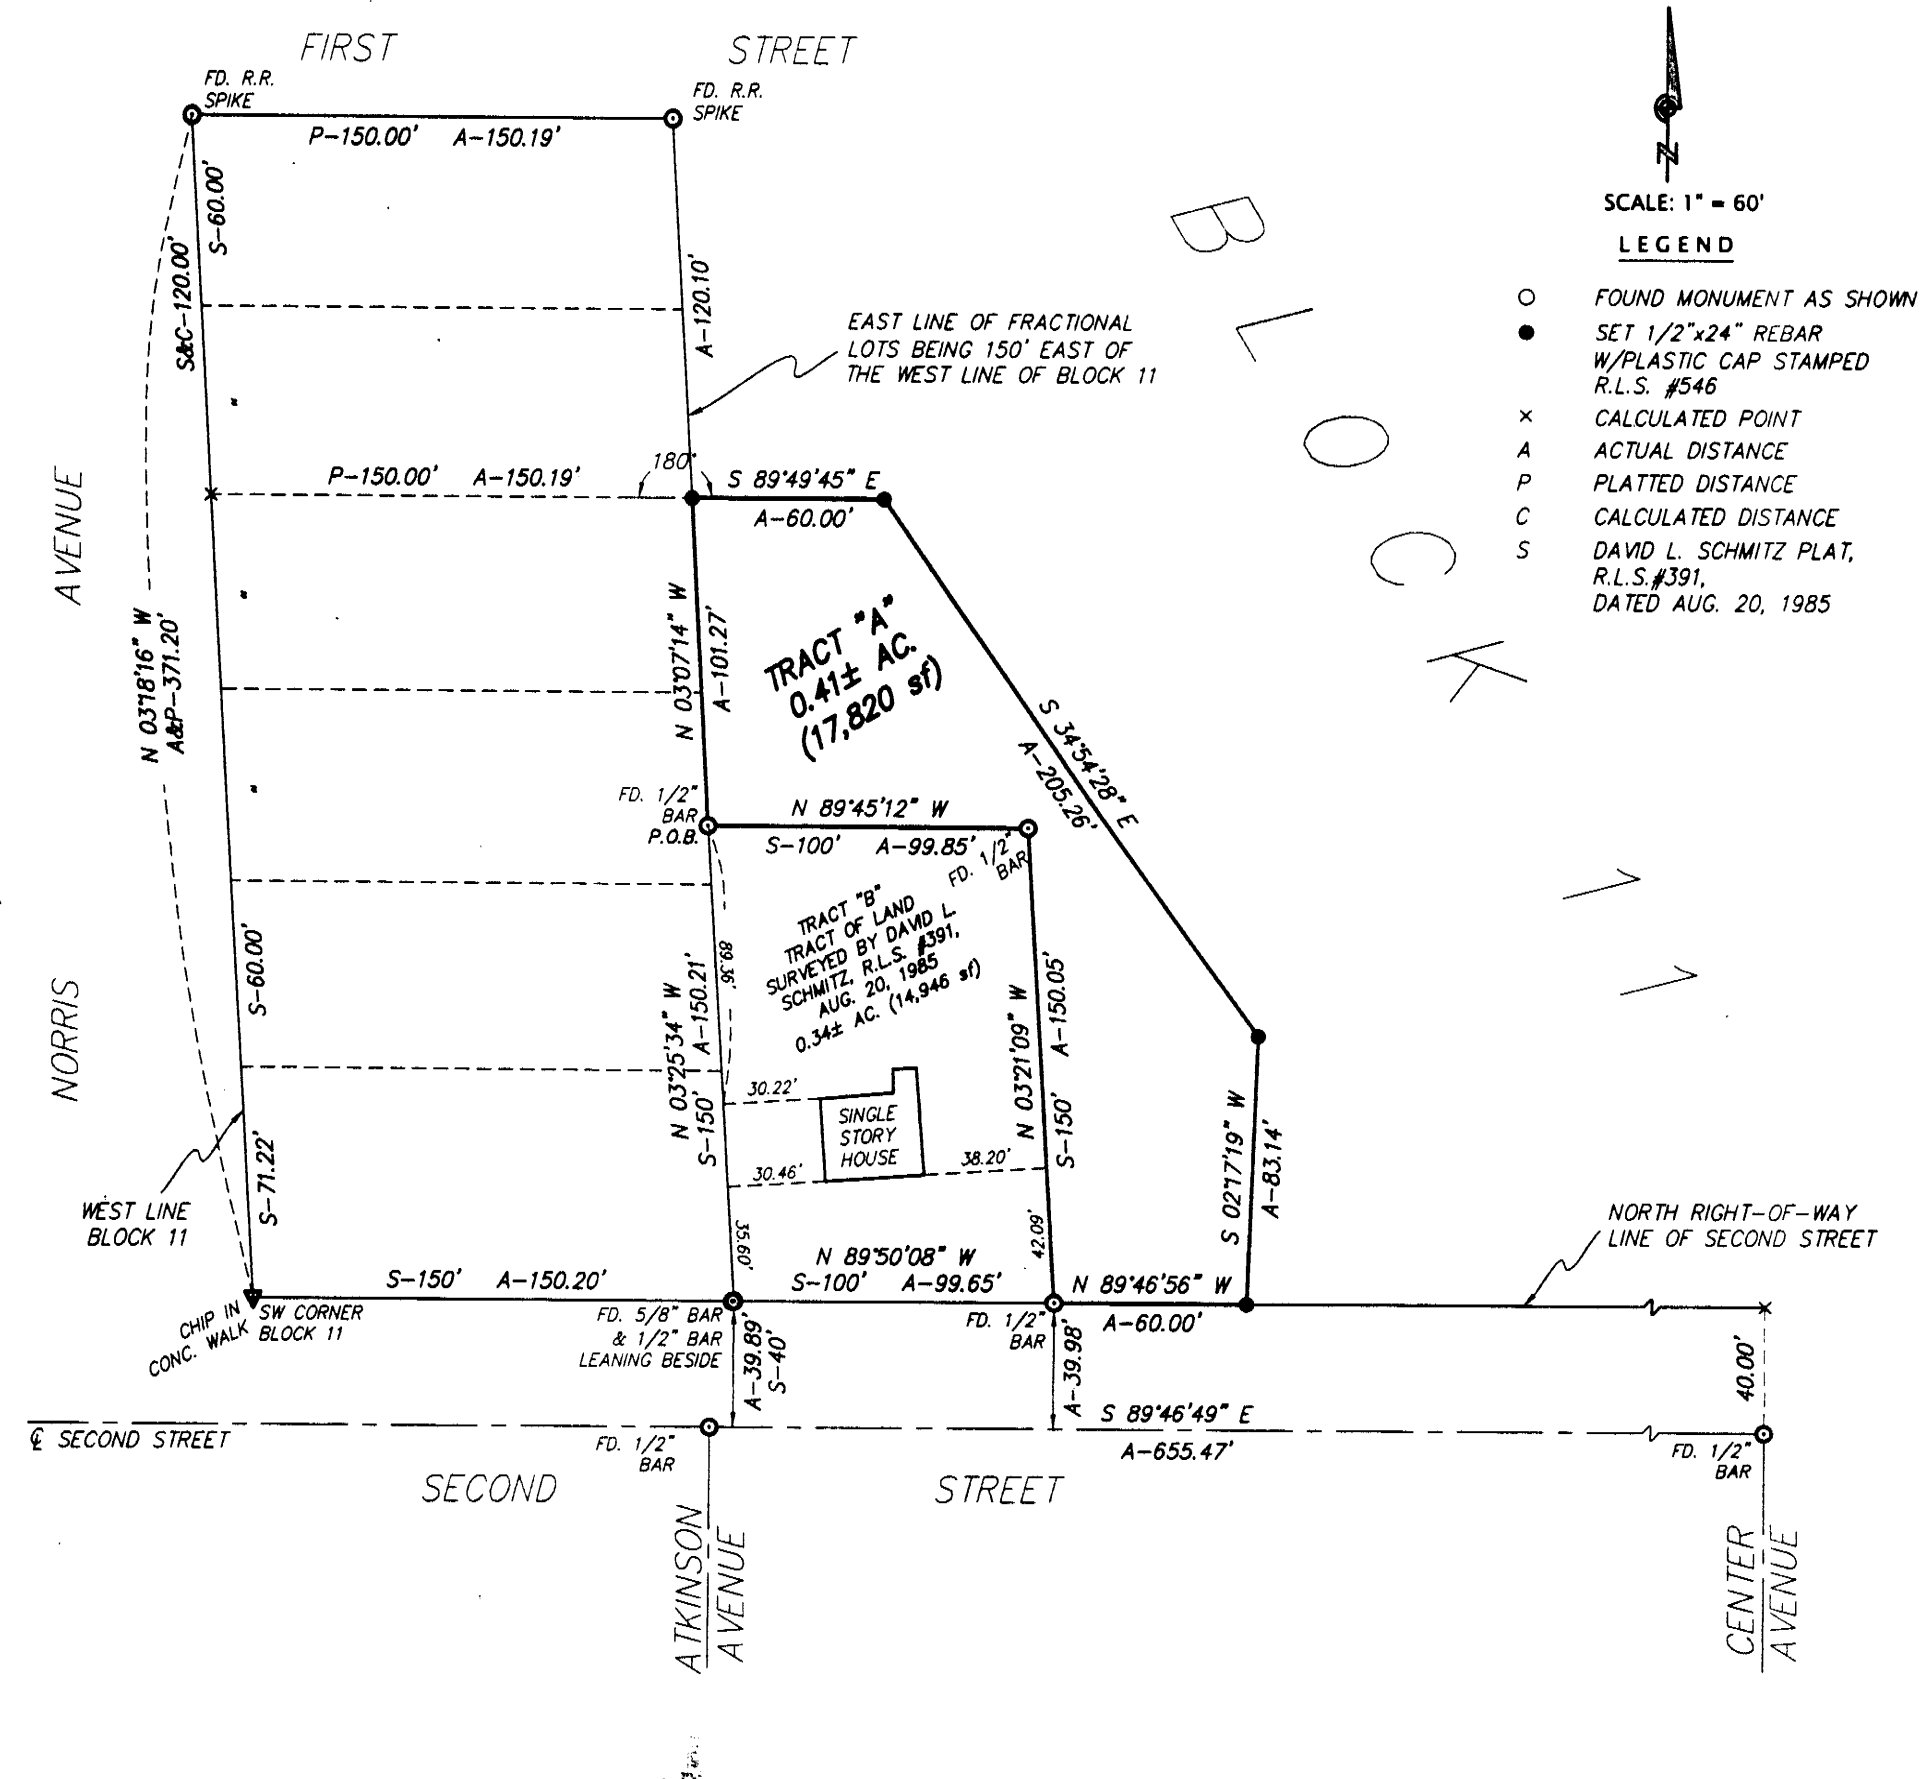 FIRST STREET
FD. R.R.
SPIKE
FD. R.R.
SPIKE
P-150.00' A-150.19'
S-60.00'
S&C-120.00'
A-120.10'
EAST LINE OF FRACTIONAL
LOTS BEING 150' EAST OF
THE WEST LINE OF BLOCK 11
BLOCK 11
N
SCALE: 1" = 60'
LEGEND
FOUND MONUMENT AS SHOWN
SET 1/2"x24" REBAR
W/PLASTIC CAP STAMPED
R.L.S. #546
CALCULATED POINT
A ACTUAL DISTANCE
P PLATTED DISTANCE
C CALCULATED DISTANCE
S DAVID L. SCHMITZ PLAT,
R.L.S.#391,
DATED AUG. 20, 1985
NORRIS AVENUE
"
P-150.00' A-150.19'
180°
S 89°49'45" E
A-60.00'
"
"
N 03°18'16" W
A&P-371.20'
N 03°07'14" W
A-101.27'
TRACT "A"
0.41± AC.
(17,820 sf)
S 34°54'28" E
A-205.26'
FD. 1/2"
BAR
P.O.B.
N 89°45'12" W
S-100' A-99.85'
FD. 1/2"
BAR
TRACT "B"
TRACT OF LAND
SURVEYED BY DAVID L.
SCHMITZ, R.L.S. #391,
AUG. 20, 1985
0.34± AC. (14,946 sf)
89.36'
N 03°25'34" W
A-150.21'
S-150'
N 03°21'09" W
A-150.05'
S-150'
S-60.00'
S-71.22'
30.22'
SINGLE
STORY
HOUSE
30.46'
38.20'
35.60'
42.09'
S 02°17'19" W
A-83.14'
WEST LINE
BLOCK 11
NORTH RIGHT-OF-WAY
LINE OF SECOND STREET
S-150' A-150.20'
N 89°50'08" W
S-100' A-99.65'
N 89°46'56" W
A-60.00'
CHIP IN
CONC. WALK
SW CORNER
BLOCK 11
FD. 5/8" BAR
& 1/2" BAR
LEANING BESIDE
A-39.89'
S-40'
FD. 1/2"
BAR
A-39.98'
40.00'
℄ SECOND STREET
FD. 1/2"
BAR
S 89°46'49" E
A-655.47'
FD. 1/2"
BAR
SECOND STREET
ATKINSON
AVENUE
CENTER
AVENUE